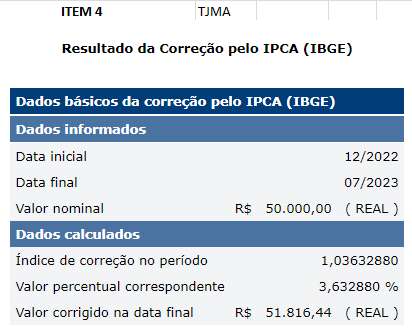 ITEM 4 TJMA
Resultado da Correção pelo IPCA (IBGE)
Dados básicos da correção pelo IPCA (IBGE)
Dados informados
Data inicial 12/2022
Data final 07/2023
Valor nominal R$ 50.000,00 ( REAL )
Dados calculados
Índice de correção no período 1,03632880
Valor percentual correspondente 3,632880 %
Valor corrigido na data final R$ 51.816,44 ( REAL )